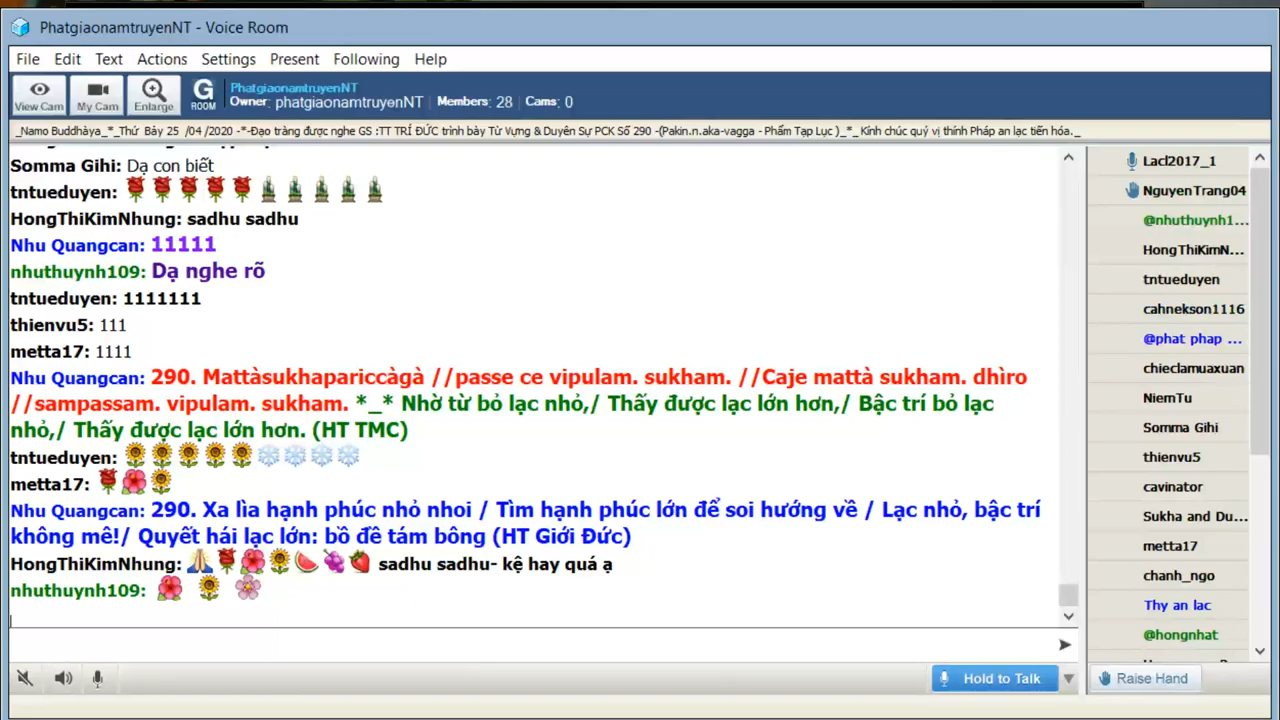 PhatgiaonamtruyenNT - Voice Room
File Edit Text Actions Settings Present Following Help
View Cam My Cam Enlarge G ROOM
PhatgiaonamtruyenNT
Owner: phatgiaonamtruyenNT Members: 28 Cams: 0
_Namo Buddhàya_*_Thứ Bảy 25 /04 /2020 -*-Đạo tràng được nghe GS :TT TRÍ ĐỨC trình bày Từ Vựng & Duyên Sự PCK Số 290 -(Pakin.n.aka-vagga - Phẩm Tạp Lục )_*_ Kính chúc quý vị thính Pháp an lạc tiến hóa._
Somma Gihi: Dạ con biết
tntueduyen:
HongThiKimNhung: sadhu sadhu
Nhu Quangcan: 11111
nhuthuynh109: Dạ nghe rõ
tntueduyen: 1111111
thienvu5: 111
metta17: 1111
Nhu Quangcan: 290. Mattàsukhapariccàgà //passe ce vipulam. sukham. //Caje mattà sukham. dhìro
//sampassam. vipulam. sukham. *_* Nhờ từ bỏ lạc nhỏ,/ Thấy được lạc lớn hơn,/ Bậc trí bỏ lạc
nhỏ,/ Thấy được lạc lớn hơn. (HT TMC)
tntueduyen:
metta17:
Nhu Quangcan: 290. Xa lìa hạnh phúc nhỏ nhoi / Tìm hạnh phúc lớn để soi hướng về / Lạc nhỏ, bậc trí
không mê!/ Quyết hái lạc lớn: bồ đề tám bông (HT Giới Đức)
HongThiKimNhung: sadhu sadhu- kệ hay quá ạ
nhuthuynh109:
Lacl2017_1
NguyenTrang04
@nhuthuynh1...
HongThiKimN...
tntueduyen
cahnekson1116
@phat phap ...
chieclamuaxuan
NiemTu
Somma Gihi
thienvu5
cavinator
Sukha and Du...
metta17
chanh_ngo
Thy an lac
@hongnhat
Hold to Talk
Raise Hand